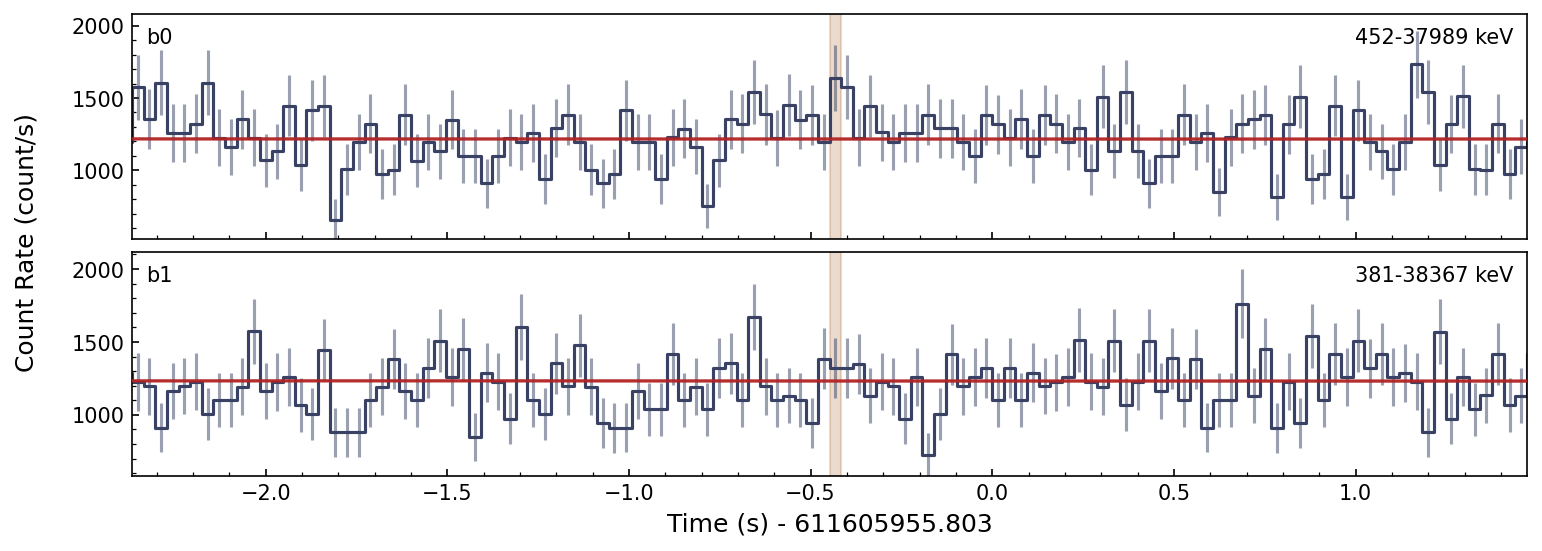 Count Rate (count/s)
b0
452-37989 keV
2000
1500
1000
b1
381-38367 keV
2000
1500
1000
−2.0
−1.5
−1.0
−0.5
0.0
0.5
1.0
Time (s) - 611605955.803